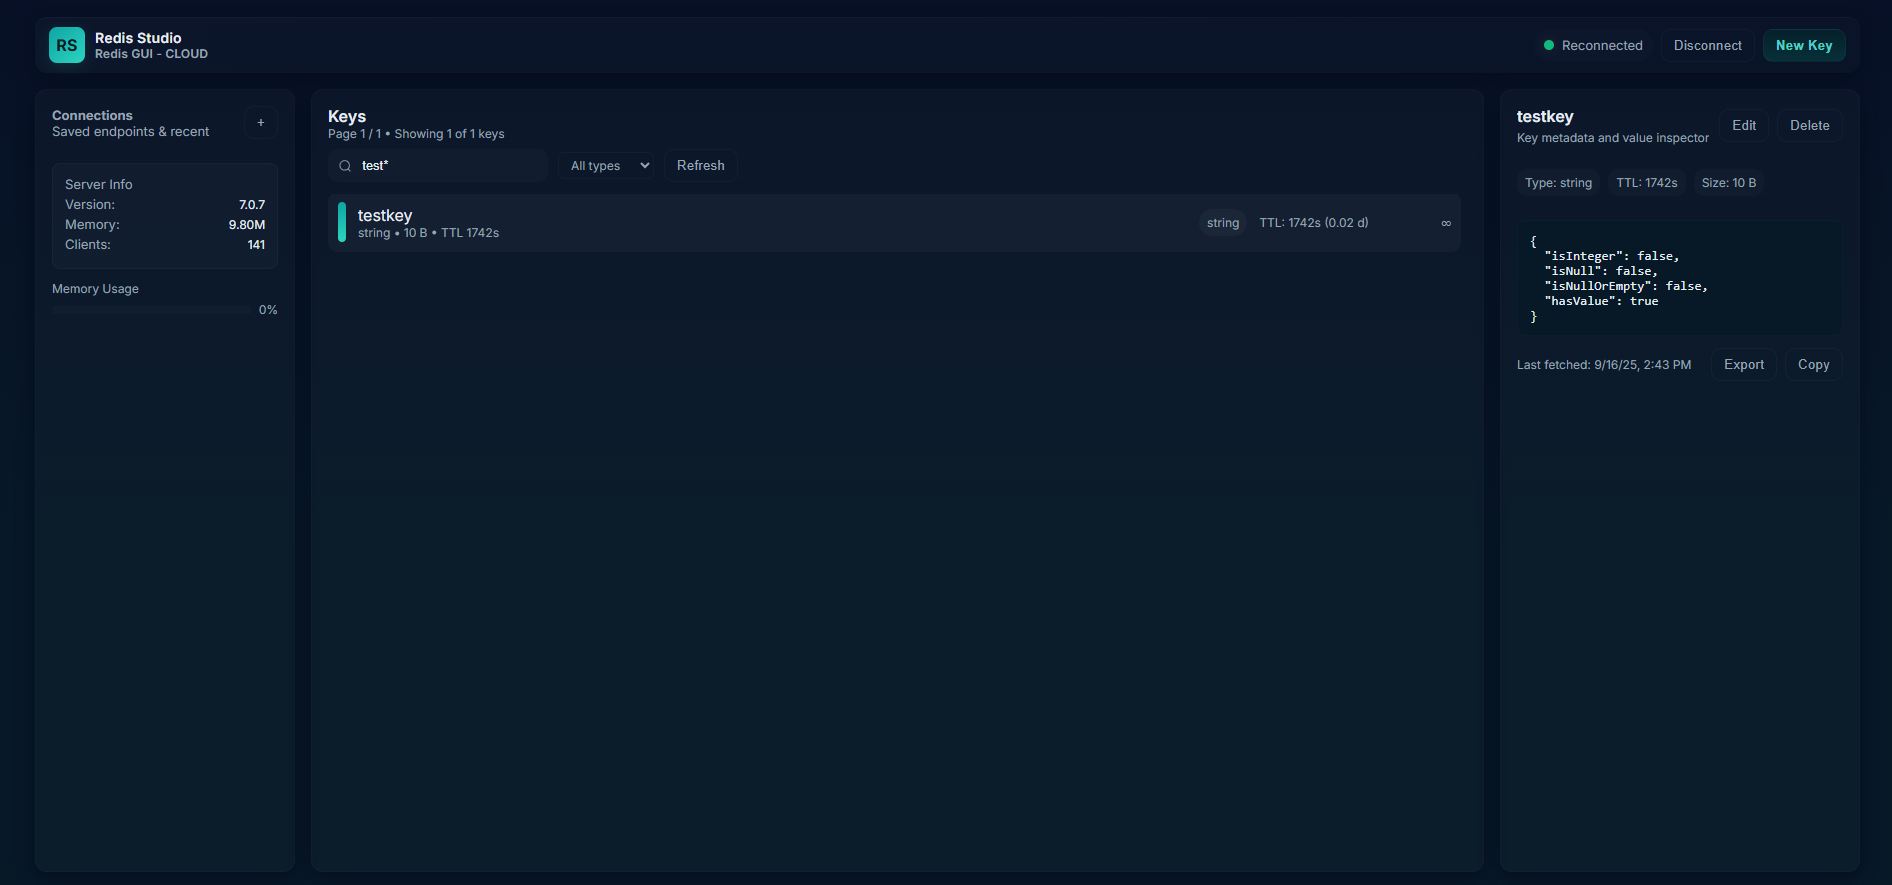 RS
Redis Studio
Redis GUI - CLOUD
Reconnected
Disconnect
New Key
Connections
Saved endpoints & recent
+
Server Info
Version: 7.0.7
Memory: 9.80M
Clients: 141
Memory Usage
0%
Keys
Page 1 / 1 • Showing 1 of 1 keys
test*
All types
Refresh
testkey
string • 10 B • TTL 1742s
string
TTL: 1742s (0.02 d)
∞
testkey
Key metadata and value inspector
Edit
Delete
Type: string
TTL: 1742s
Size: 10 B
{
"isInteger": false,
"isNull": false,
"isNullOrEmpty": false,
"hasValue": true
}
Last fetched: 9/16/25, 2:43 PM
Export
Copy